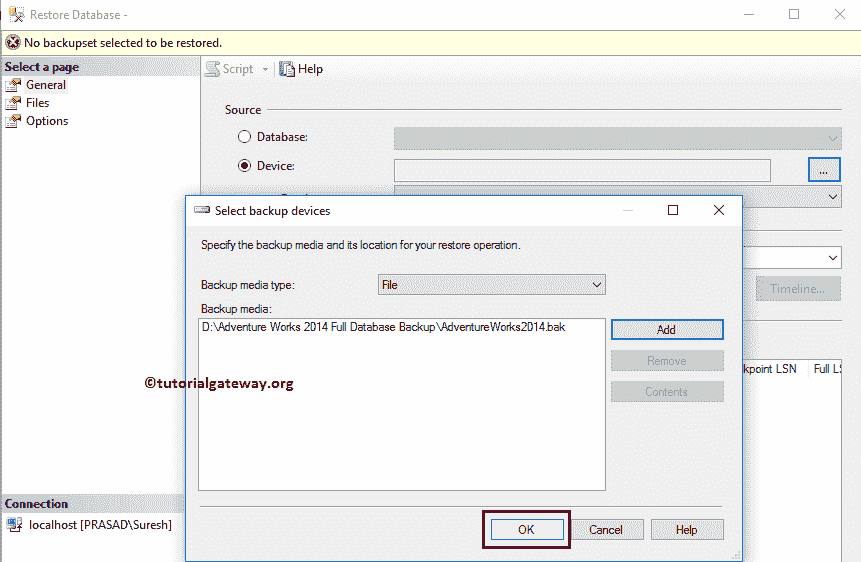 Restore Database -
No backupset selected to be restored.
Select a page
Script
Help
General
Files
Options
Source
Database:
Device:
...
Select backup devices
Specify the backup media and its location for your restore operation.
Backup media type:
File
Timeline...
Backup media:
D:\Adventure Works 2014 Full Database Backup\AdventureWorks2014.bak
Add
Remove
Contents
kpoint LSN
Full LS
©tutorialgateway.org
Connection
localhost [PRASAD\Suresh]
OK
Cancel
Help